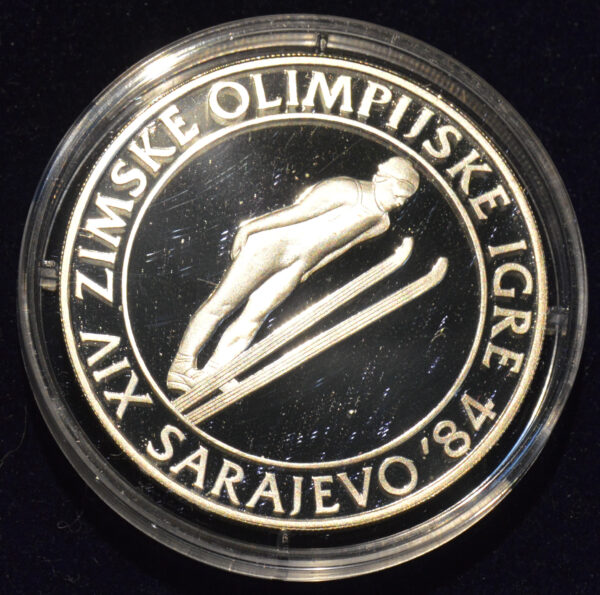 XIV ZIMSKE OLIMPIJSKE IGRE
SARAJEVO '84